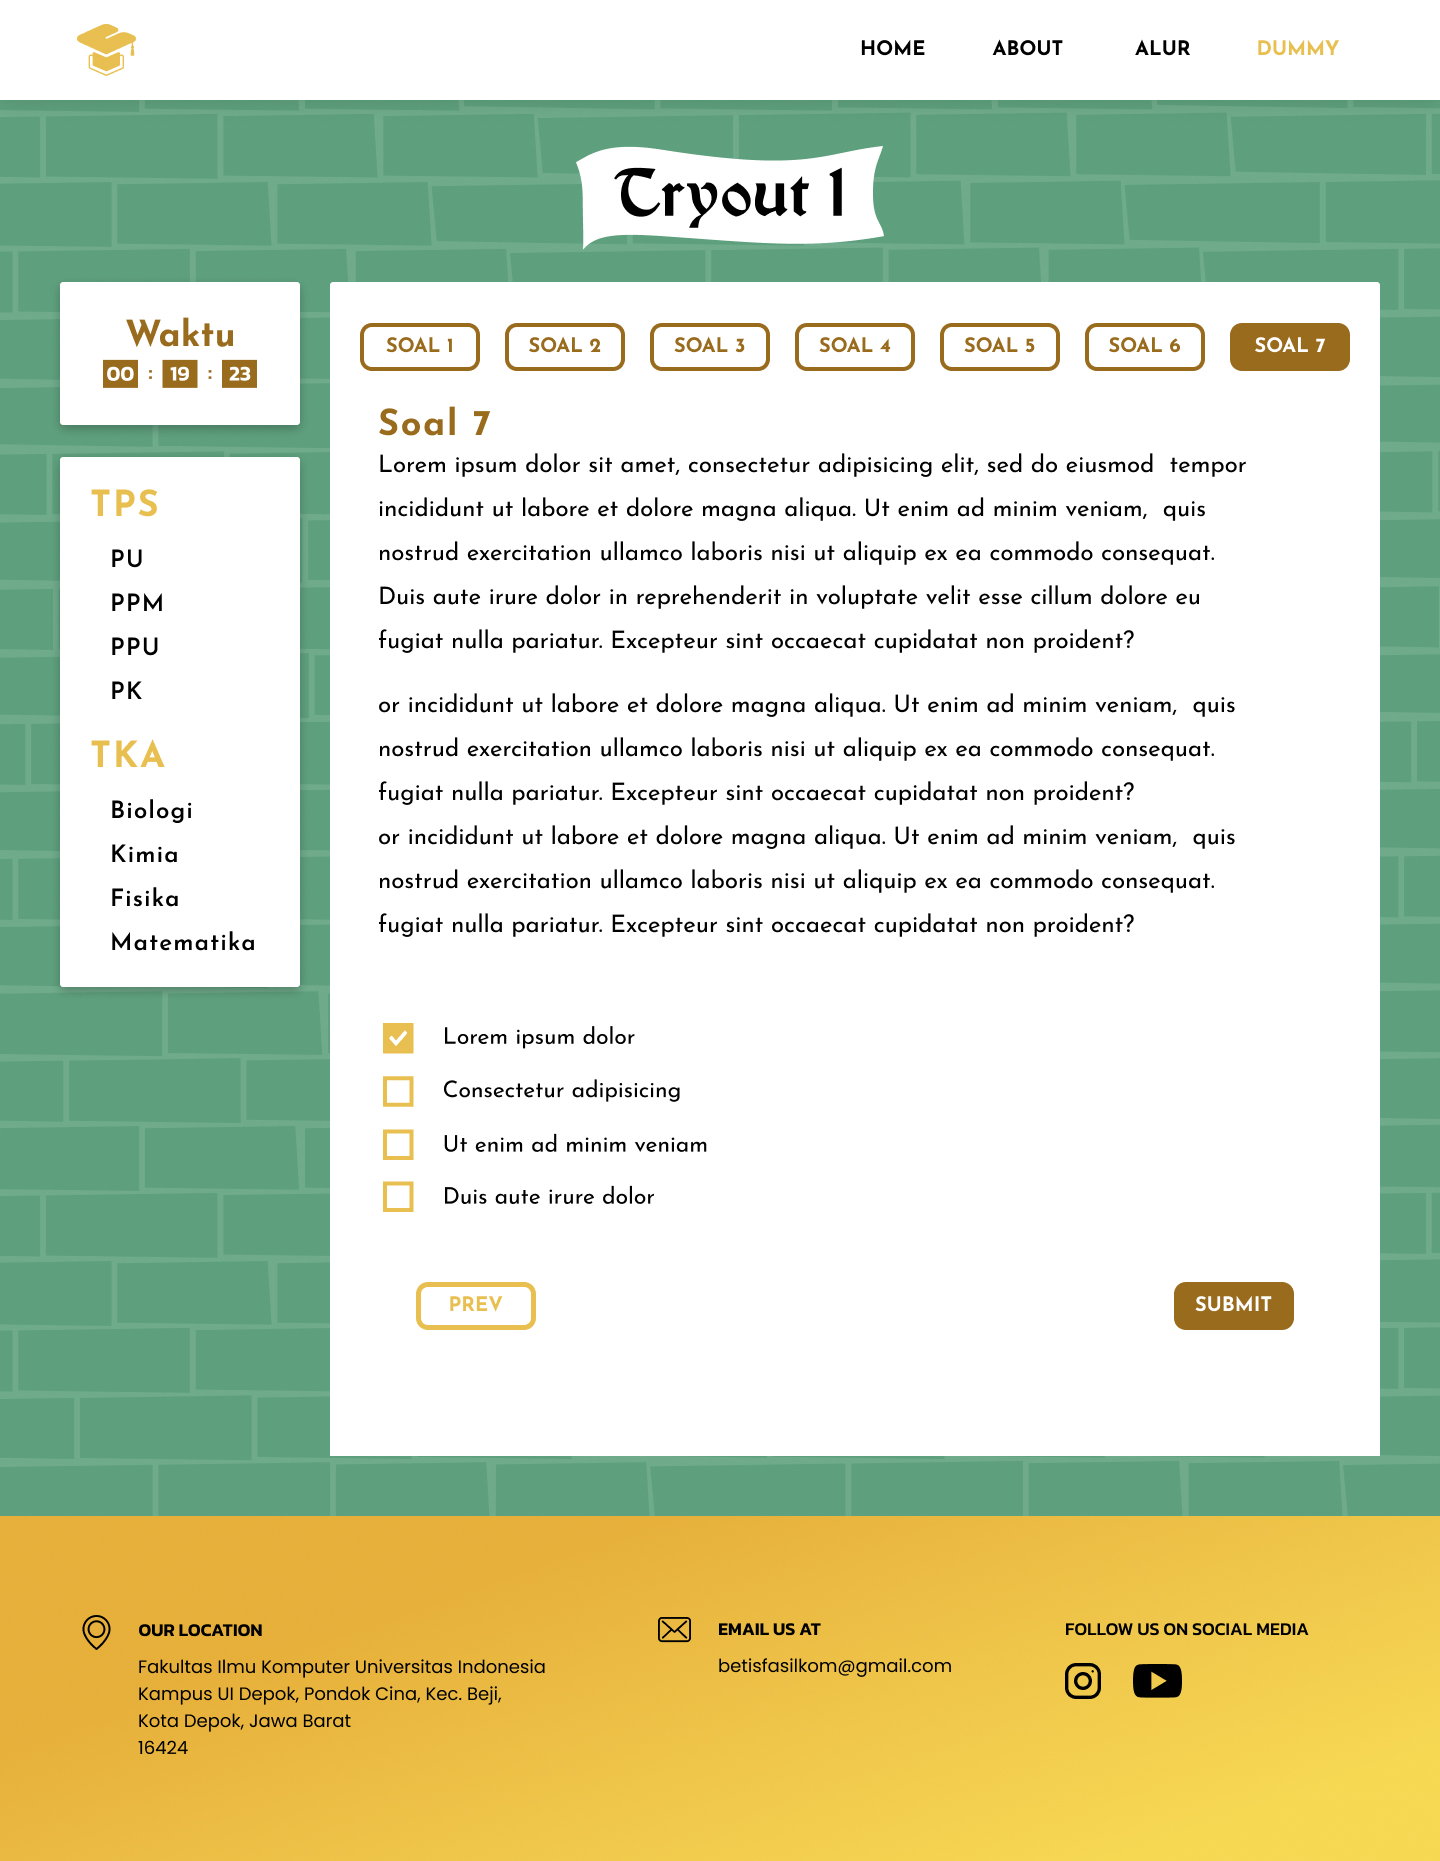 HOME ABOUT ALUR DUMMY
Tryout 1
Waktu
00 : 19 : 23
TPS
PU
PPM
PPU
PK
TKA
Biologi
Kimia
Fisika
Matematika
SOAL 1 SOAL 2 SOAL 3 SOAL 4 SOAL 5 SOAL 6 SOAL 7
Soal 7
Lorem ipsum dolor sit amet, consectetur adipisicing elit, sed do eiusmod tempor
incididunt ut labore et dolore magna aliqua. Ut enim ad minim veniam, quis
nostrud exercitation ullamco laboris nisi ut aliquip ex ea commodo consequat.
Duis aute irure dolor in reprehenderit in voluptate velit esse cillum dolore eu
fugiat nulla pariatur. Excepteur sint occaecat cupidatat non proident?
or incididunt ut labore et dolore magna aliqua. Ut enim ad minim veniam, quis
nostrud exercitation ullamco laboris nisi ut aliquip ex ea commodo consequat.
fugiat nulla pariatur. Excepteur sint occaecat cupidatat non proident?
or incididunt ut labore et dolore magna aliqua. Ut enim ad minim veniam, quis
nostrud exercitation ullamco laboris nisi ut aliquip ex ea commodo consequat.
fugiat nulla pariatur. Excepteur sint occaecat cupidatat non proident?
Lorem ipsum dolor
Consectetur adipisicing
Ut enim ad minim veniam
Duis aute irure dolor
PREV SUBMIT
OUR LOCATION
Fakultas Ilmu Komputer Universitas Indonesia
Kampus UI Depok, Pondok Cina, Kec. Beji,
Kota Depok, Jawa Barat
16424
EMAIL US AT
betisfasilkom@gmail.com
FOLLOW US ON SOCIAL MEDIA